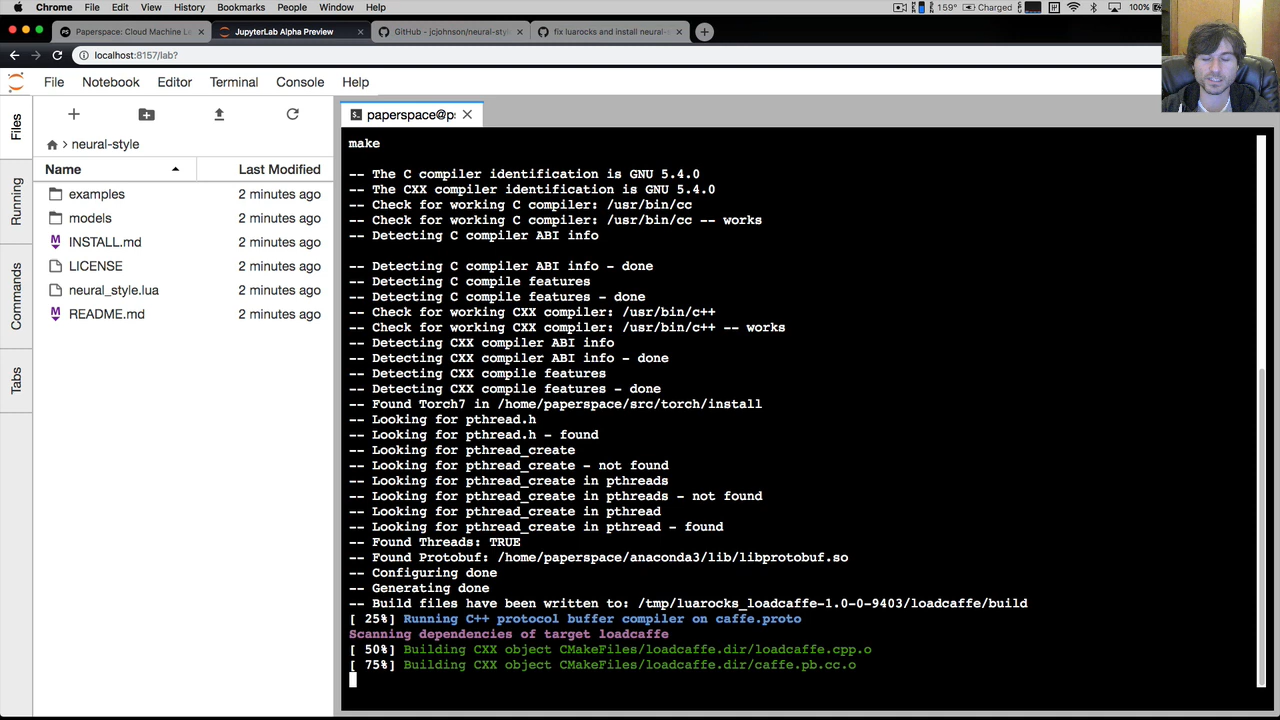 Chrome File Edit View History Bookmarks People Window Help 159° Charged 100%
Paperspace: Cloud Machine Le
JupyterLab Alpha Preview
GitHub - jcjohnson/neural-style
fix luarocks and install neural-s
localhost:8157/lab?
File Notebook Editor Terminal Console Help
Files
Running
Commands
Tabs
neural-style
Name Last Modified
examples 2 minutes ago
models 2 minutes ago
INSTALL.md 2 minutes ago
LICENSE 2 minutes ago
neural_style.lua 2 minutes ago
README.md 2 minutes ago
paperspace@p
make
-- The C compiler identification is GNU 5.4.0
-- The CXX compiler identification is GNU 5.4.0
-- Check for working C compiler: /usr/bin/cc
-- Check for working C compiler: /usr/bin/cc -- works
-- Detecting C compiler ABI info
-- Detecting C compiler ABI info - done
-- Detecting C compile features
-- Detecting C compile features - done
-- Check for working CXX compiler: /usr/bin/c++
-- Check for working CXX compiler: /usr/bin/c++ -- works
-- Detecting CXX compiler ABI info
-- Detecting CXX compiler ABI info - done
-- Detecting CXX compile features
-- Detecting CXX compile features - done
-- Found Torch7 in /home/paperspace/src/torch/install
-- Looking for pthread.h
-- Looking for pthread.h - found
-- Looking for pthread_create
-- Looking for pthread_create - not found
-- Looking for pthread_create in pthreads
-- Looking for pthread_create in pthreads - not found
-- Looking for pthread_create in pthread
-- Looking for pthread_create in pthread - found
-- Found Threads: TRUE
-- Found Protobuf: /home/paperspace/anaconda3/lib/libprotobuf.so
-- Configuring done
-- Generating done
-- Build files have been written to: /tmp/luarocks_loadcaffe-1.0-0-9403/loadcaffe/build
[ 25%] Running C++ protocol buffer compiler on caffe.proto
Scanning dependencies of target loadcaffe
[ 50%] Building CXX object CMakeFiles/loadcaffe.dir/loadcaffe.cpp.o
[ 75%] Building CXX object CMakeFiles/loadcaffe.dir/caffe.pb.cc.o